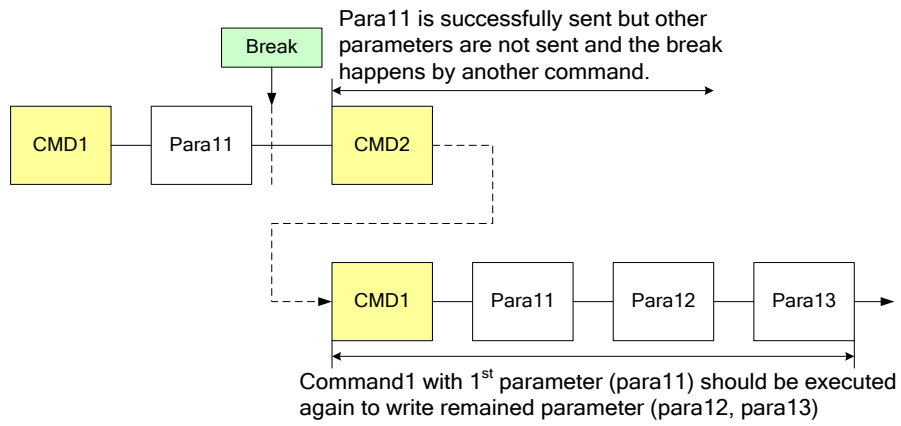 Para11 is successfully sent but other
parameters are not sent and the break
happens by another command.
Break
CMD1
Para11
CMD2
CMD1
Para11
Para12
Para13
Command1 with 1st parameter (para11) should be executed
again to write remained parameter (para12, para13)